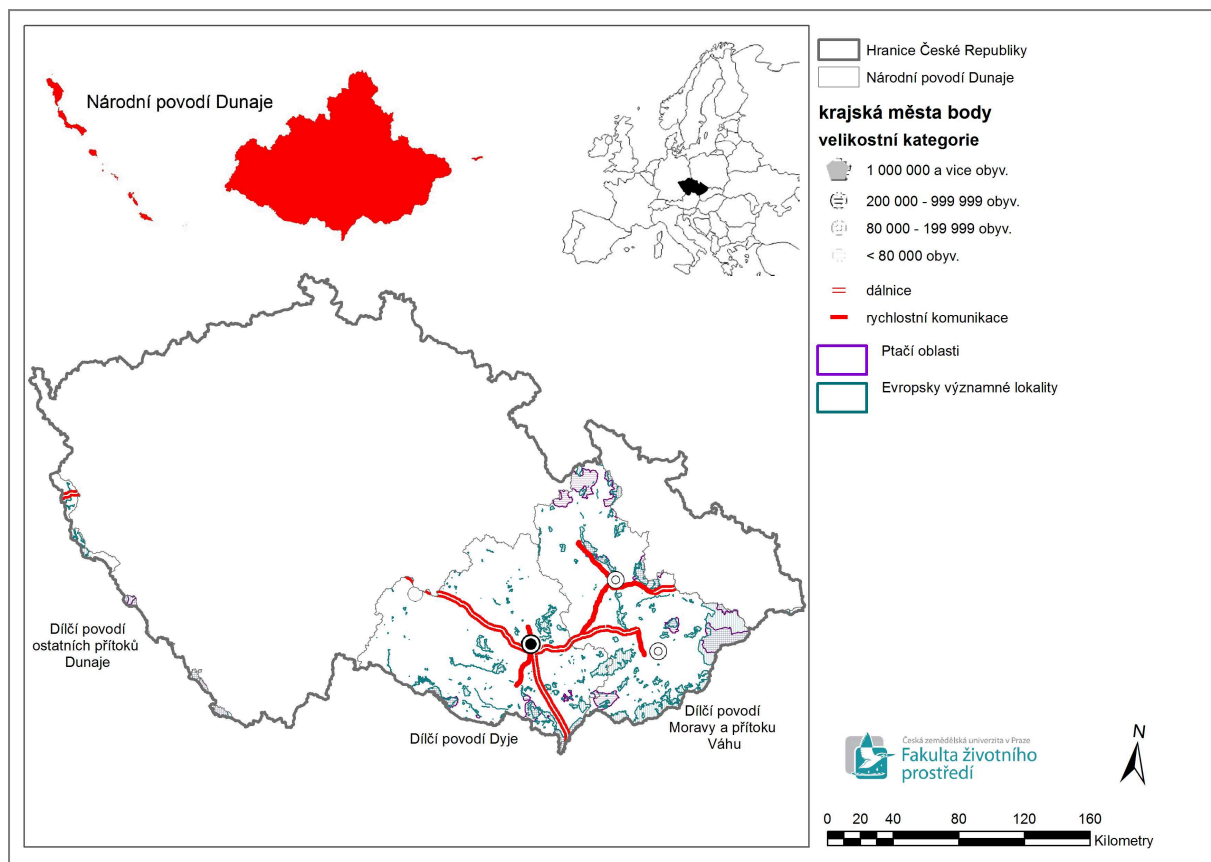 Národní povodí Dunaje
Hranice České Republiky
Národní povodí Dunaje
krajská města body
velikostní kategorie
1 000 000 a vice obyv.
200 000 - 999 999 obyv.
80 000 - 199 999 obyv.
< 80 000 obyv.
dálnice
rychlostní komunikace
Ptačí oblasti
Evropsky významné lokality
Dílčí povodí
ostatních přítoků
Dunaje
Dílčí povodí Dyje
Dílčí povodí
Moravy a přítoku
Váhu
Česká zemědělská univerzita v Praze
Fakulta životního
prostředí
N
0 20 40 80 120 160
Kilometry